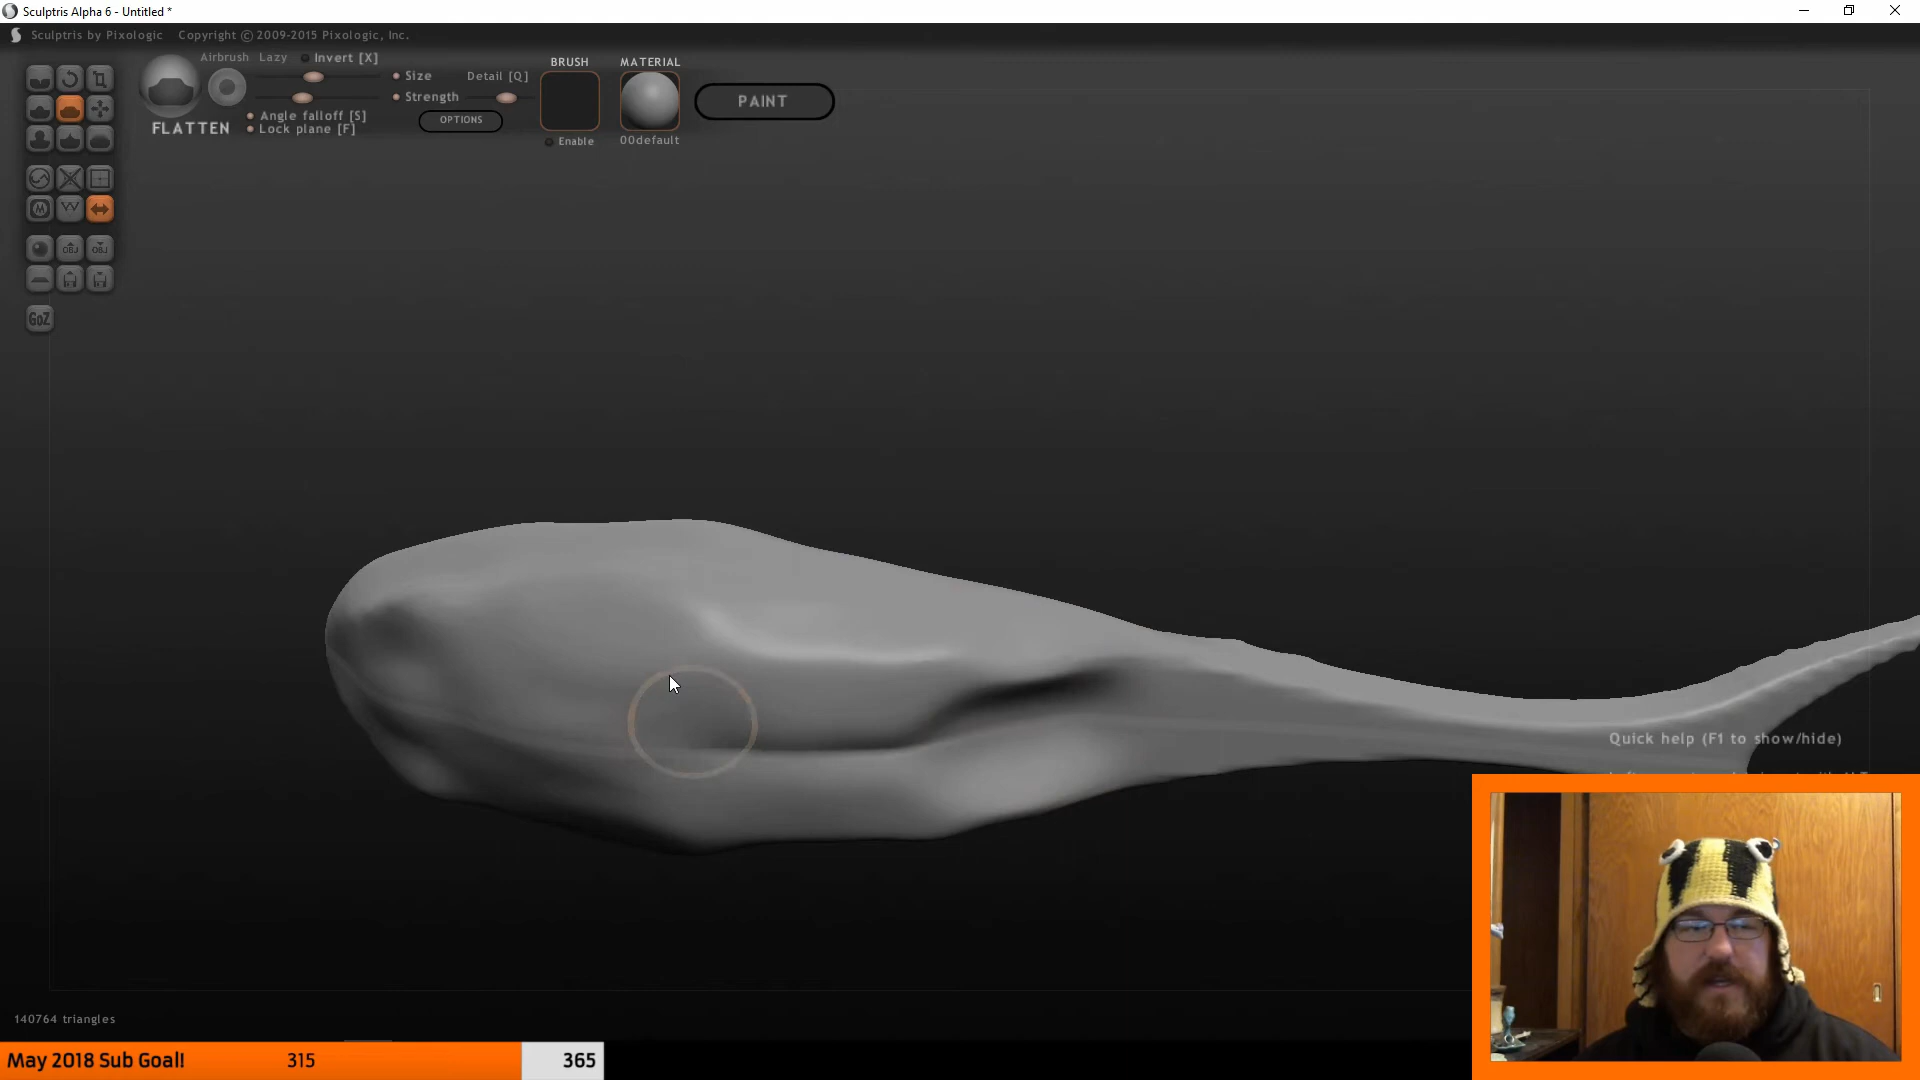 Sculptris Alpha 6 - Untitled *
Sculptris by Pixologic Copyright © 2009-2015 Pixologic, Inc.
Airbrush Lazy Invert [X]
Size Detail [Q]
Strength
Angle falloff [S]
Lock plane [F]
OPTIONS
FLATTEN
BRUSH
Enable
MATERIAL
00default
PAINT
OBJ OBJ
GoZ
Quick help (F1 to show/hide)
140764 triangles
May 2018 Sub Goal! 315 365